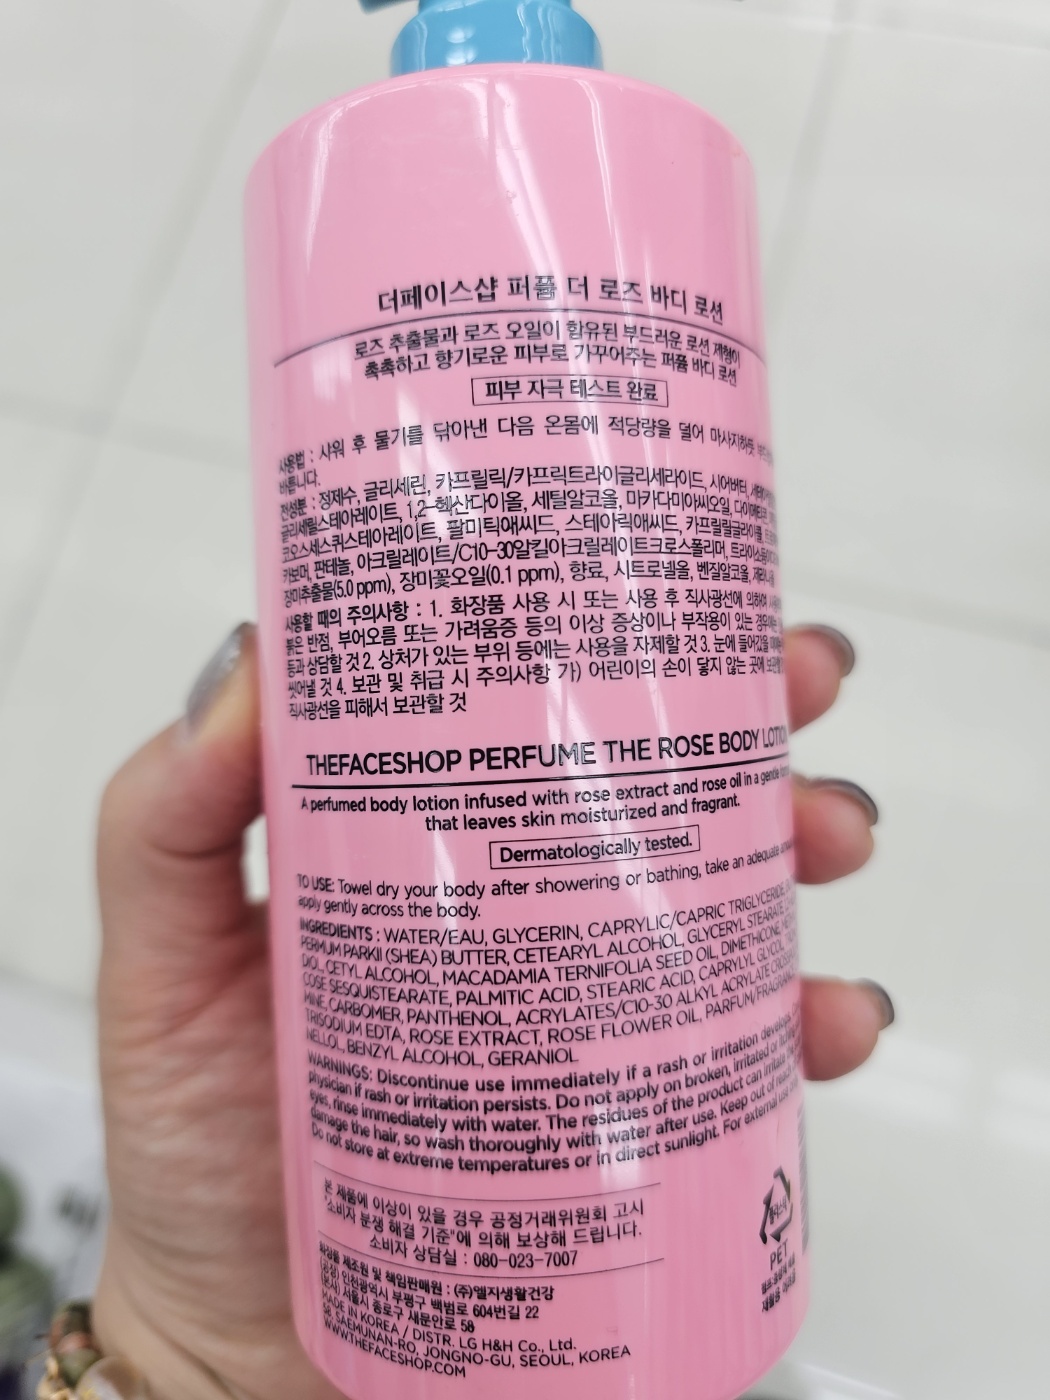 더페이스샵 퍼퓸 더 로즈 바디 로션
로즈 추출물과 로즈 오일이 함유된 부드러운 로션 제형이
촉촉하고 향기로운 피부로 가꾸어주는 퍼퓸 바디 로션
피부 자극 테스트 완료
사용법 : 샤워 후 물기를 닦아낸 다음 온몸에 적당량을 덜어 마사지하듯
바릅니다.
전성분 : 정제수, 글리세린, 카프릴릭/카프릭트라이글리세라이드, 시어버터,
글리세릴스테아레이트, 1,2-헥산다이올, 세틸알코올, 마카다미아씨오일,
코오스세스퀴스테아레이트, 팔미틱애씨드, 스테아릭애씨드, 카프릴릴글라이콜,
카보머, 판테놀, 아크릴레이트/C10-30알킬아크릴레이트크로스폴리머,
장미추출물(5.0 ppm), 장미꽃오일(0.1 ppm), 향료, 시트로넬올, 벤질알코올,
사용할 때의 주의사항 : 1. 화장품 사용 시 또는 사용 후 직사광선에 의하여
붉은 반점, 부어오름 또는 가려움증 등의 이상 증상이나 부작용이 있는
등과 상담할 것 2. 상처가 있는 부위 등에는 사용을 자제할 것 3. 눈에 들어갔을
씻어낼 것 4. 보관 및 취급 시 주의사항 가) 어린이의 손이 닿지 않는 곳에
직사광선을 피해서 보관할 것
THEFACESHOP PERFUME THE ROSE BODY LOTION
A perfumed body lotion infused with rose extract and rose oil in a gentle
that leaves skin moisturized and fragrant.
Dermatologically tested.
TO USE: Towel dry your body after showering or bathing, take an adequate
apply gently across the body.
INGREDIENTS : WATER/EAU, GLYCERIN, CAPRYLIC/CAPRIC TRIGLYCERIDE,
PERMUM PARKII (SHEA) BUTTER, CETEARYL ALCOHOL, GLYCERYL STEARATE,
DIOL, CETYL ALCOHOL, MACADAMIA TERNIFOLIA SEED OIL, DIMETHICONE,
COSE SESQUISTEARATE, PALMITIC ACID, STEARIC ACID, CAPRYLYL GLYCOL,
MINE, CARBOMER, PANTHENOL, ACRYLATES/C10-30 ALKYL ACRYLATE
TRISODIUM EDTA, ROSE EXTRACT, ROSE FLOWER OIL, PARFUM/FRAGRANCE,
NELLOL, BENZYL ALCOHOL, GERANIOL
WARNINGS: Discontinue use immediately if a rash or irritation develops.
physician if rash or irritation persists. Do not apply on broken, irritated or itching
eyes, rinse immediately with water. The residues of the product can irritate
damage the hair, so wash thoroughly with water after use. Keep out of reach
Do not store at extreme temperatures or in direct sunlight. For external use
본 제품에 이상이 있을 경우 공정거래위원회 고시
"소비자 분쟁 해결 기준"에 의해 보상해 드립니다.
소비자 상담실 : 080-023-7007
화장품 제조원 및 책임판매원 : (주)엘지생활건강
(공장) 인천광역시 부평구 백범로 604번길 22
(본사) 서울시 종로구 새문안로 58
MADE IN KOREA / DISTR. LG H&H Co., Ltd.
58, SAEMUNAN-RO, JONGNO-GU, SEOUL, KOREA
WWW.THEFACESHOP.COM
플라스틱
PET